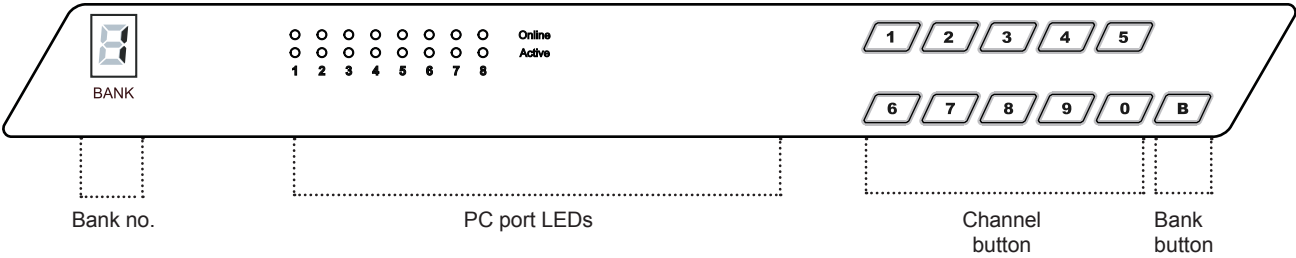 1
BANK
Online
Active
1 2 3 4 5 6 7 8
1 2 3 4 5
6 7 8 9 0 B
Bank no.
PC port LEDs
Channel
button
Bank
button